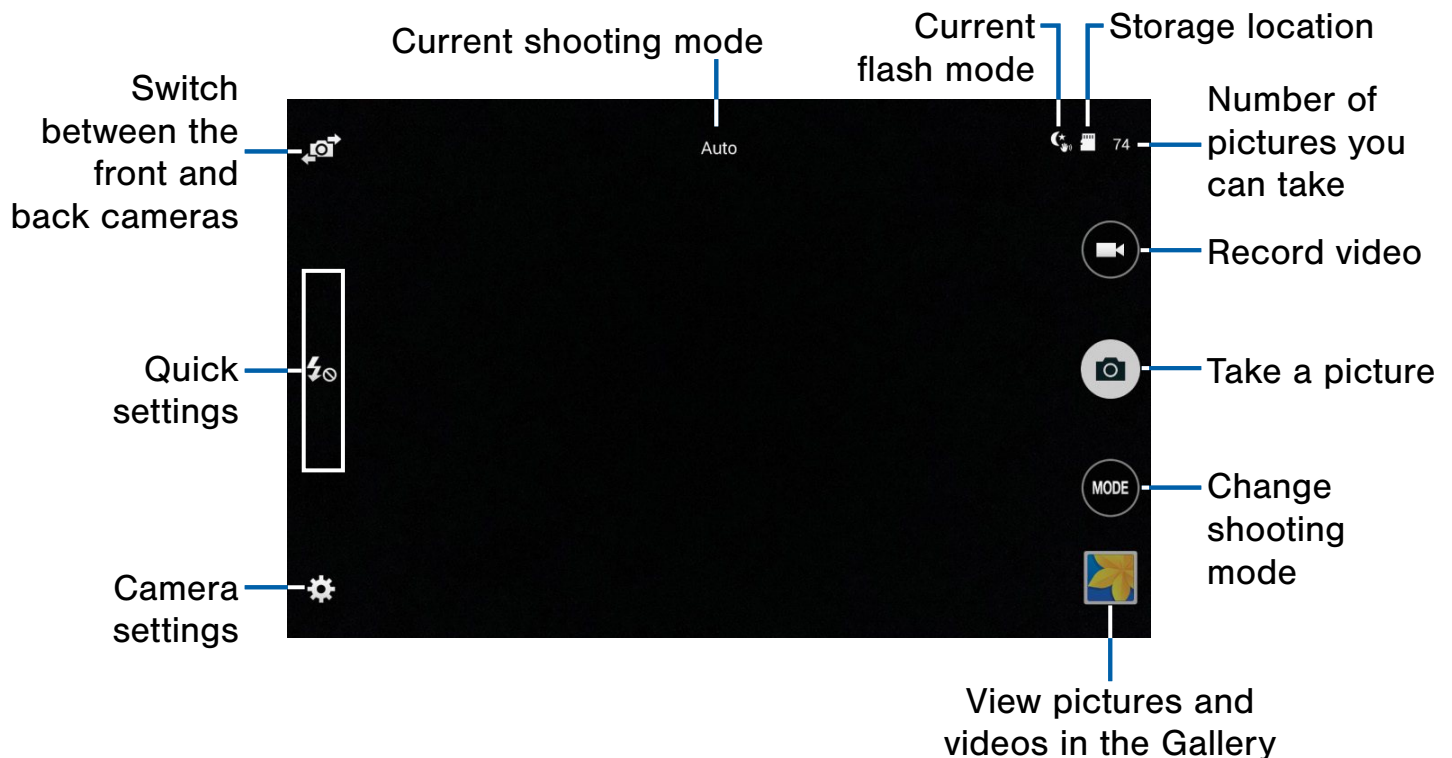 Current shooting mode
Current
flash mode
Storage location
Switch
between the
front and
back cameras
Auto
74
Number of
pictures you
can take
Record video
Quick
settings
Take a picture
MODE
Change
shooting
mode
Camera
settings
View pictures and
videos in the Gallery